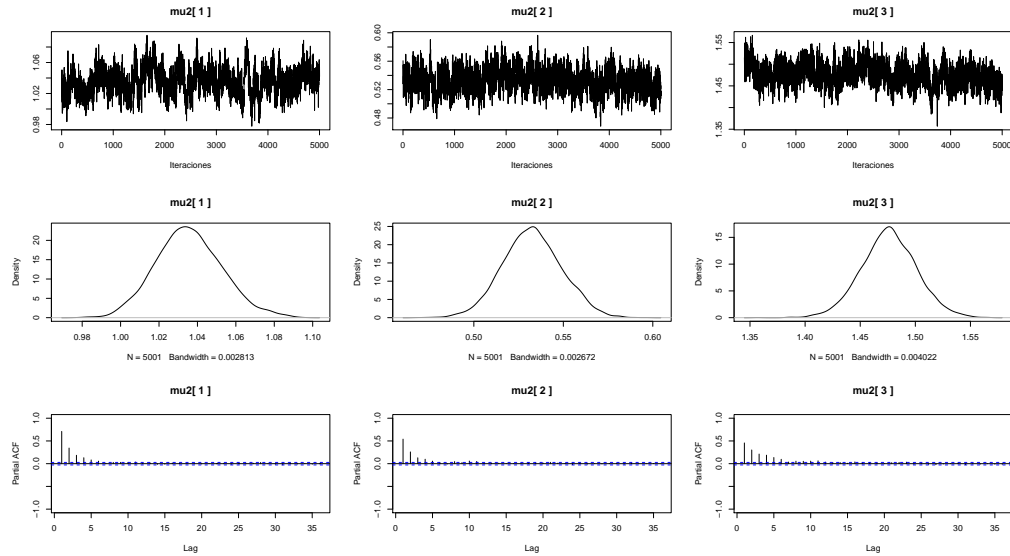 mu2[ 1 ]
0.98 1.02 1.06
0 1000 2000 3000 4000 5000
Iteraciones
mu2[ 2 ]
0.48 0.52 0.56 0.60
0 1000 2000 3000 4000 5000
Iteraciones
mu2[ 3 ]
1.35 1.45 1.55
0 1000 2000 3000 4000 5000
Iteraciones
mu2[ 1 ]
Density
0 5 10 20
0.98 1.00 1.02 1.04 1.06 1.08 1.10
N = 5001 Bandwidth = 0.002813
mu2[ 2 ]
Density
0 5 10 15 20 25
0.50 0.55 0.60
N = 5001 Bandwidth = 0.002672
mu2[ 3 ]
Density
0 5 10 15
1.35 1.40 1.45 1.50 1.55
N = 5001 Bandwidth = 0.004022
mu2[ 1 ]
Partial ACF
−1.0 0.0 0.5 1.0
0 5 10 15 20 25 30 35
Lag
mu2[ 2 ]
Partial ACF
−1.0 0.0 0.5 1.0
0 5 10 15 20 25 30 35
Lag
mu2[ 3 ]
Partial ACF
−1.0 0.0 0.5 1.0
0 5 10 15 20 25 30 35
Lag